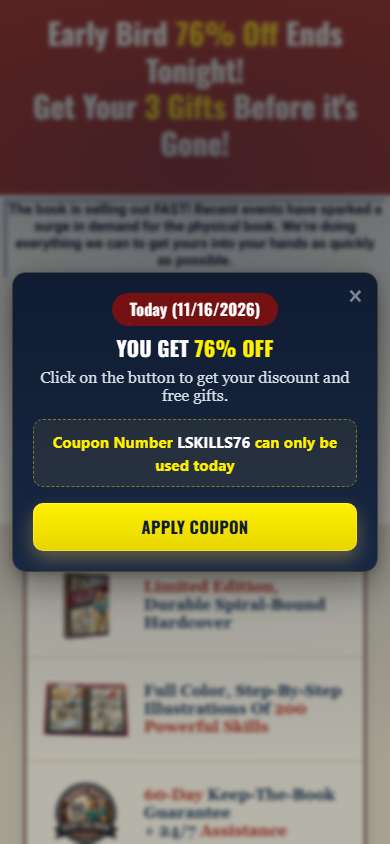 Early Bird 76% Off Ends
Tonight!
Get Your 3 Gifts Before it's
Gone!
The book is selling out FAST! Recent events have sparked a
surge in demand for the physical book. We're doing
everything we can to get yours into your hands as quickly
as possible.
×
Today (11/16/2026)
YOU GET 76% OFF
Click on the button to get your discount and
free gifts.
Coupon Number LSKILLS76 can only be
used today
APPLY COUPON
Limited Edition,
Durable Spiral-Bound
Hardcover
Full Color, Step-By-Step
Illustrations Of 200
Powerful Skills
60-Day Keep-The-Book
Guarantee
+ 24/7 Assistance